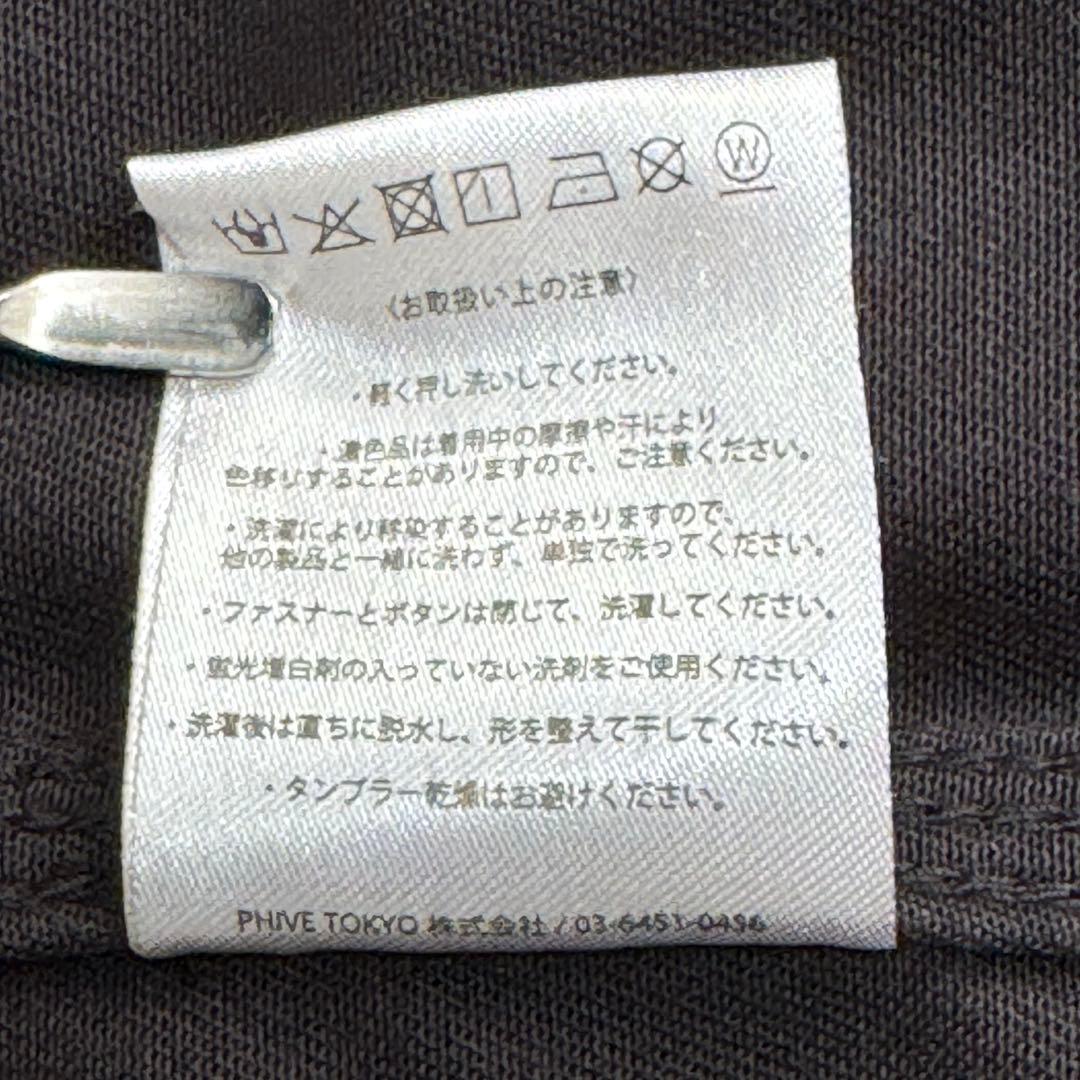 W
〈お取扱い上の注意〉
・軽く押し洗いしてください。
・濃色品は着用中の摩擦や汗により
色移りすることがありますので、ご注意ください。
・洗濯により移染することがありますので、
他の製品と一緒に洗わず、単独で洗ってください。
・ファスナーとボタンは閉じて、洗濯してください。
・蛍光増白剤の入っていない洗剤をご使用ください。
・洗濯後は直ちに脱水し、形を整えて干してください。
・タンブラー乾燥はお避けください。
PHIVE TOKYO 株式会社 / 03-6451-0496